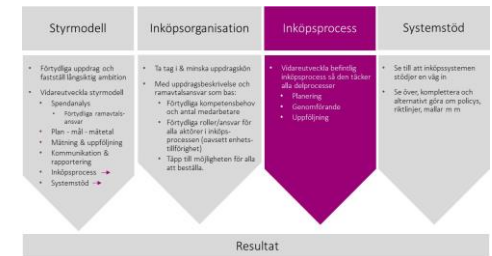 Styrmodell
Förtydliga uppdrag och
fastställ långsiktig ambition
Vidareutveckla styrmodell
Spendanalys
Förtydliga ramavtals-
ansvar
Plan - mål - mätetal
Mätning & uppföljning
Kommunikation &
rapportering
Inköpsprocess →
Systemstöd →
Inköpsorganisation
Ta tag i & minska uppdragskön
Med uppdragsbeskrivelse och
ramavtalsansvar som bas:
Förtydliga kompetensbehov
och antal medarbetare
Förtydliga roller/ansvar för
alla aktörer i inköps-
processen (oavsett enhets-
tillförighet)
Täpp till möjligheten för alla
att beställa.
Inköpsprocess
Vidareutveckla befintlig
inköpsprocess så den täcker
alla delprocesser
Planering
Genomförande
Uppföljning
Systemstöd
Se till att inköpssystemen
stödjer en väg in
Se över, komplettera och
alternativt göra om policys,
riktlinjer, mallar m m
Resultat